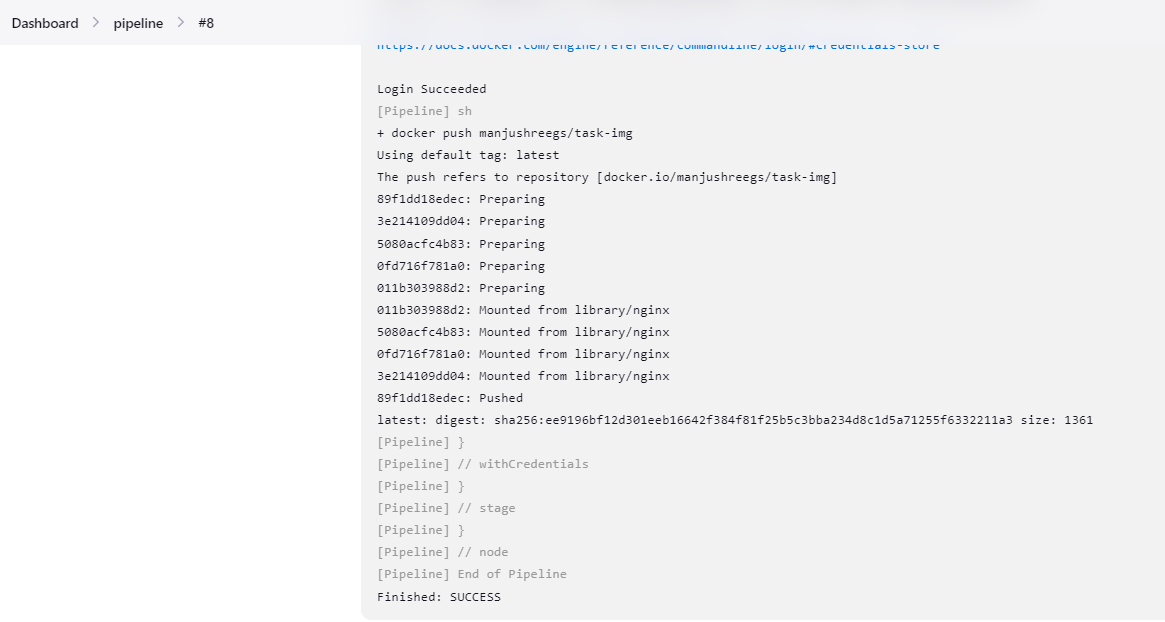 Dashboard > pipeline > #8
https://docs.docker.com/engine/reference/commandline/login/#credentials-store
Login Succeeded
[Pipeline] sh
+ docker push manjushreegs/task-img
Using default tag: latest
The push refers to repository [docker.io/manjushreegs/task-img]
89f1dd18edec: Preparing
3e214109dd04: Preparing
5080acfc4b83: Preparing
0fd716f781a0: Preparing
011b303988d2: Preparing
011b303988d2: Mounted from library/nginx
5080acfc4b83: Mounted from library/nginx
0fd716f781a0: Mounted from library/nginx
3e214109dd04: Mounted from library/nginx
89f1dd18edec: Pushed
latest: digest: sha256:ee9196bf12d301eeb16642f384f81f25b5c3bba234d8c1d5a71255f6332211a3 size: 1361
[Pipeline] }
[Pipeline] // withCredentials
[Pipeline] }
[Pipeline] // stage
[Pipeline] }
[Pipeline] // node
[Pipeline] End of Pipeline
Finished: SUCCESS